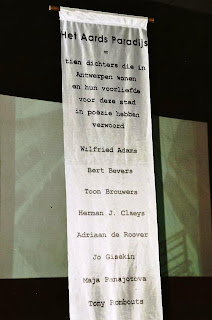 Het Aards Paradijs
=
tien dichters die in
Antwerpen wonen
en hun voorliefde
voor deze stad
in poëzie hebben
verwoord
Wilfried Adams
Bert Bevers
Toon Brouwers
Herman J. Claeys
Adriaan de Roover
Jo Gisekin
Maja Panajotova
Tony Rombouts